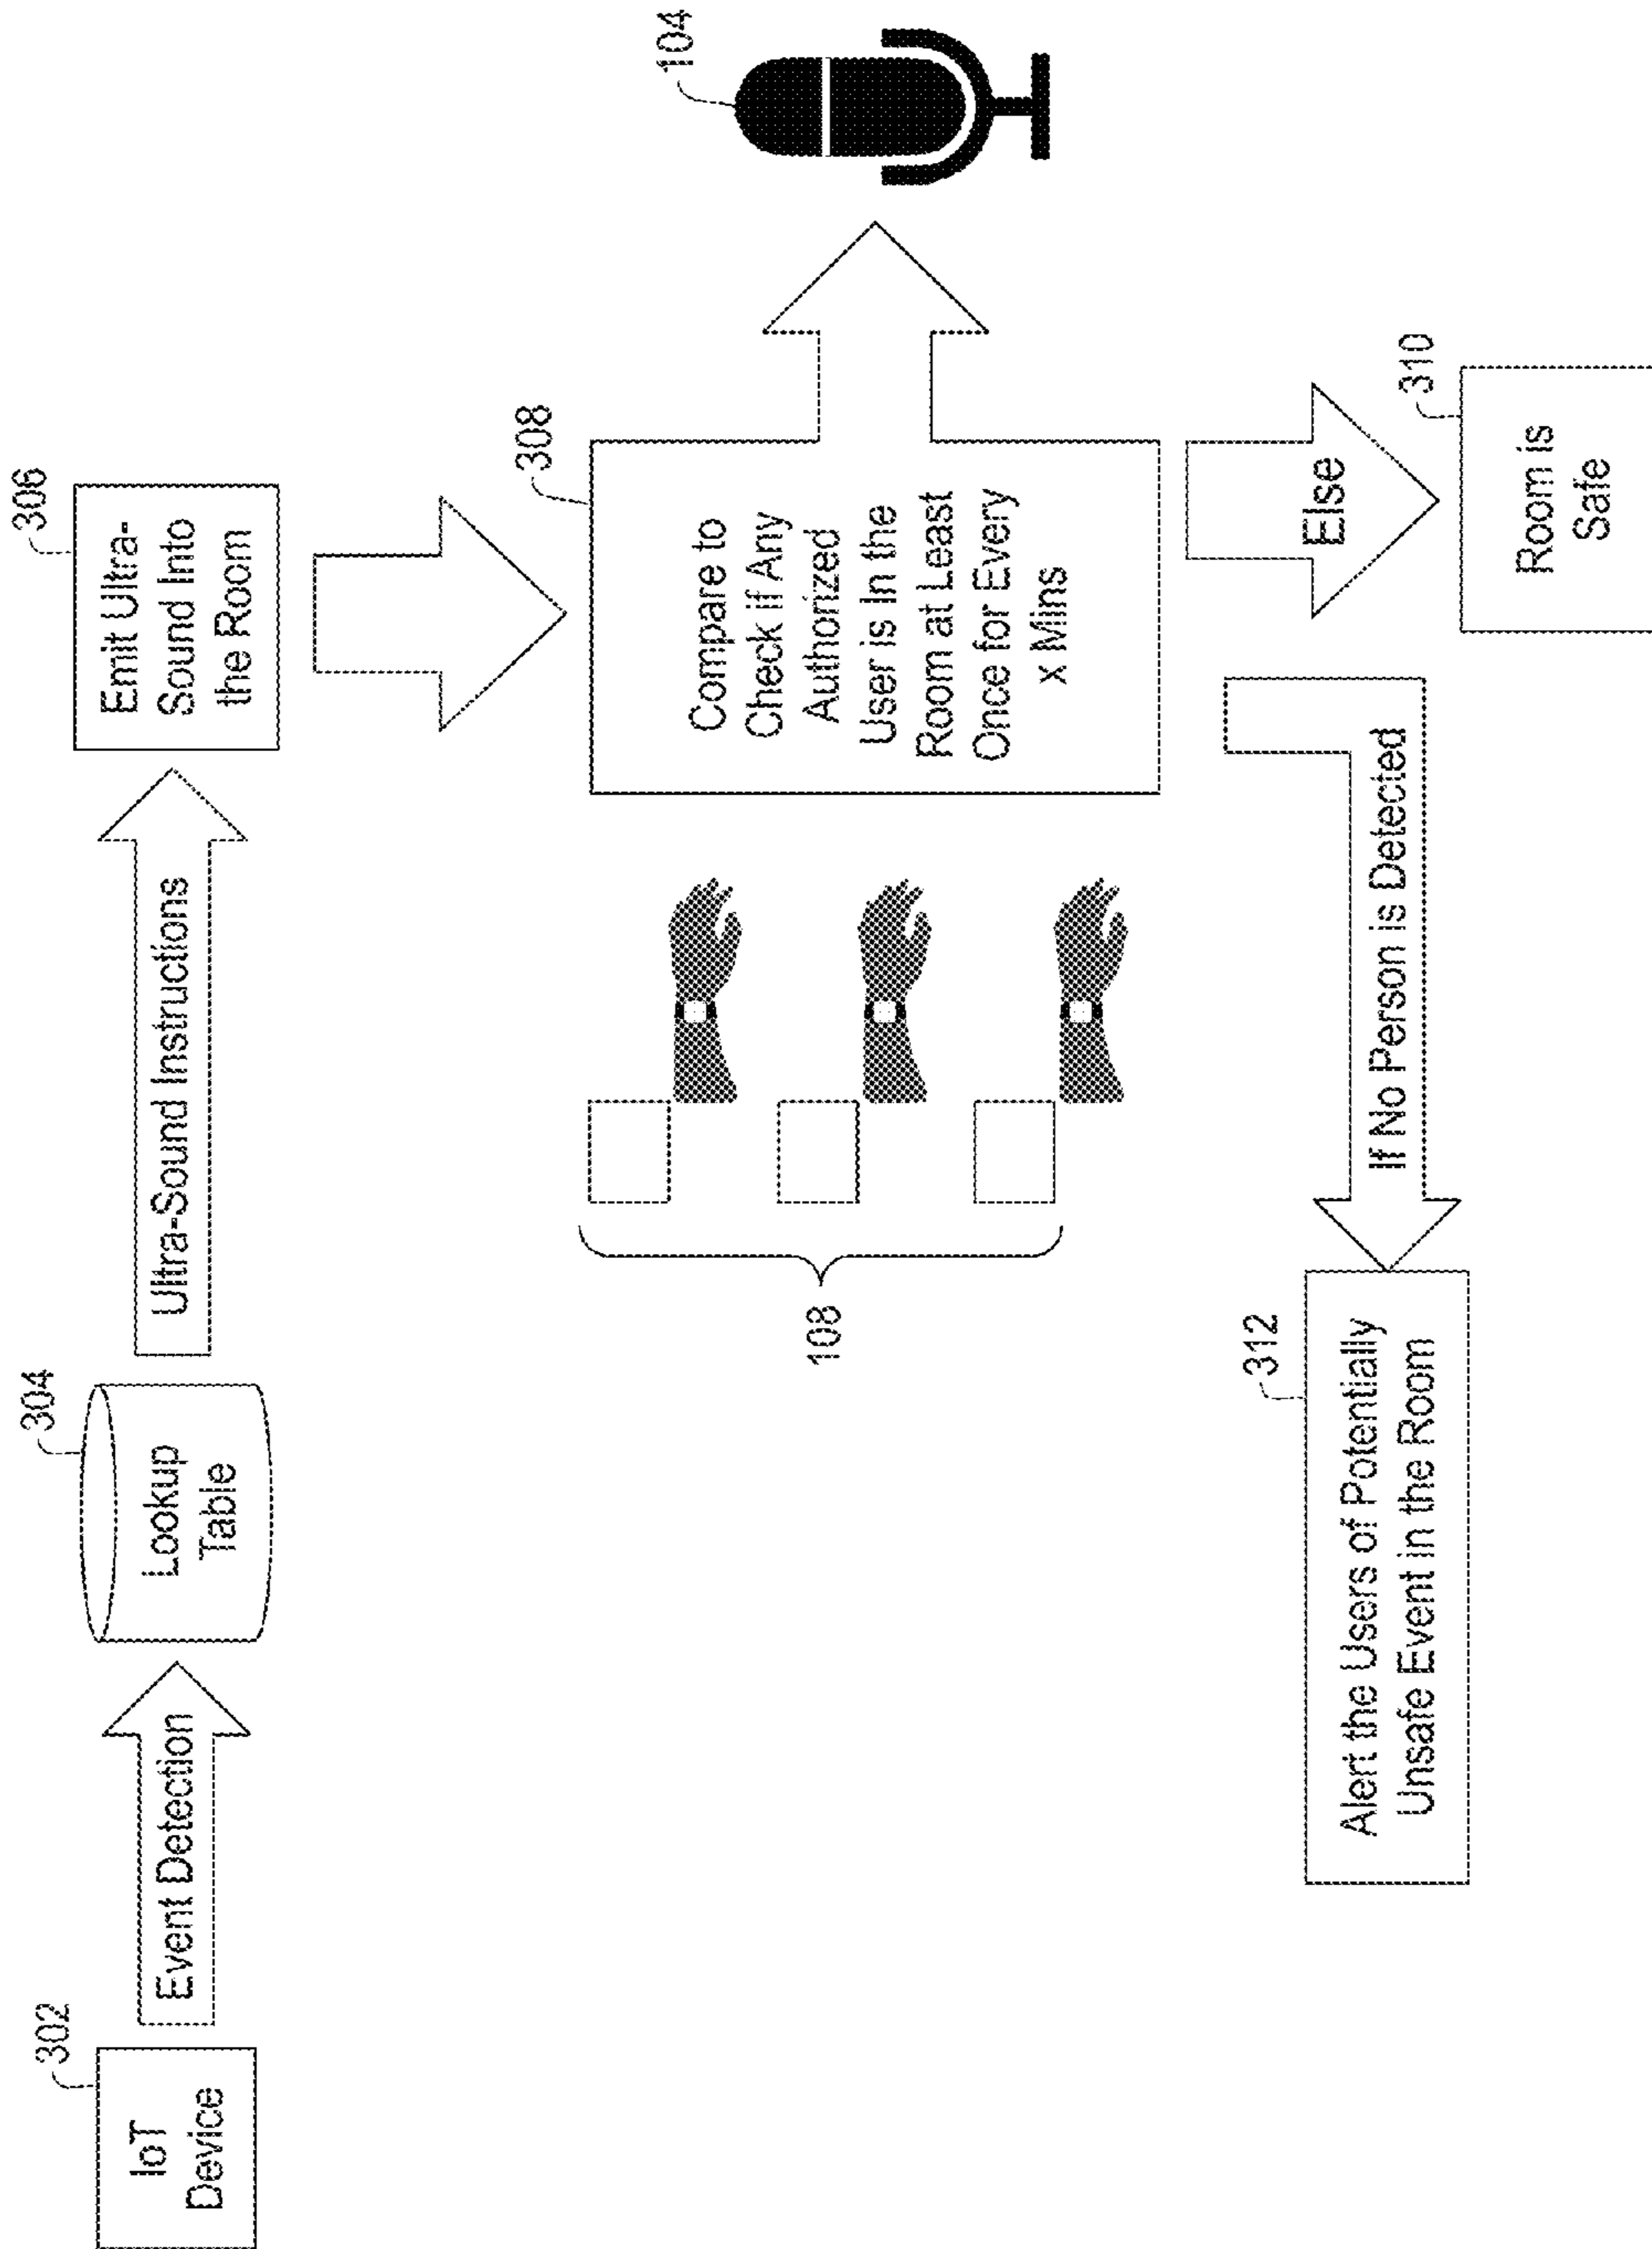 302
IoT
Device
Event Detection
304
Lookup
Table
Ultra-Sound Instructions
306
Emit Ultra-
Sound Into
the Room
308
Compare to
Check if Any
Authorized
User is In the
Room at Least
Once for Every
x Mins
104
108
Else
310
Room is
Safe
If No Person is Detected
312
Alert the Users of Potentially
Unsafe Event in the Room